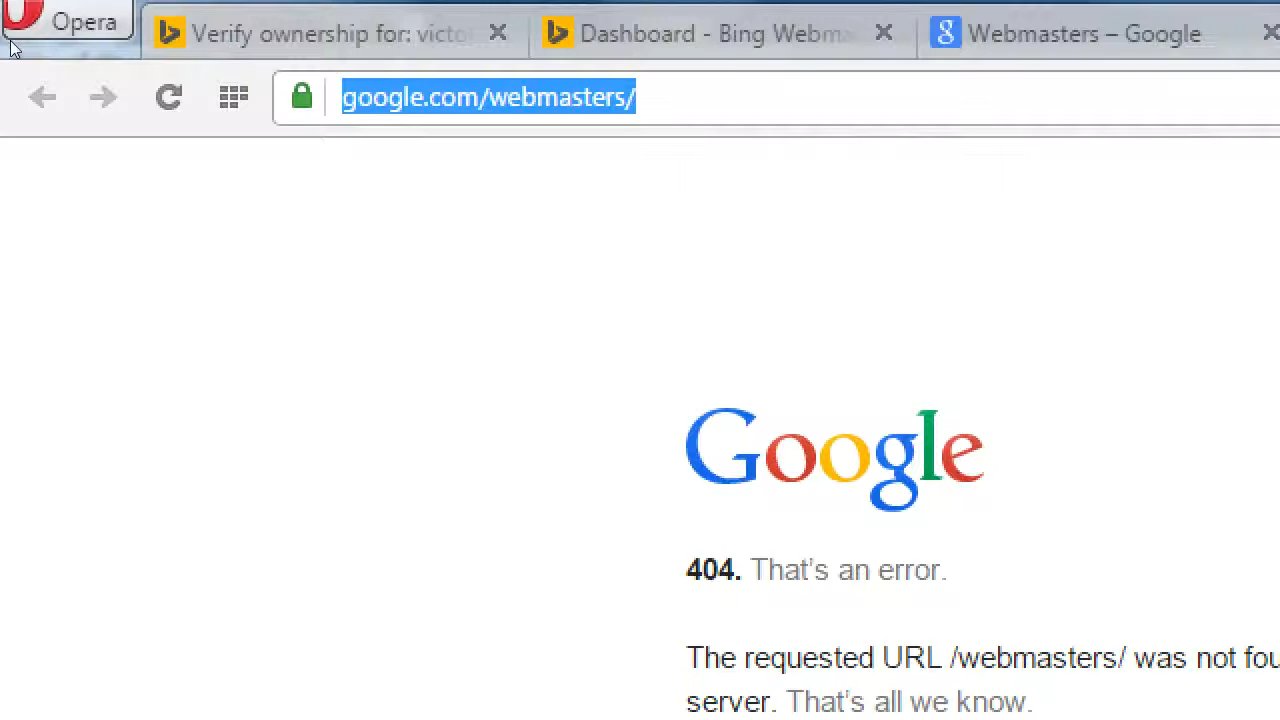 Opera
Verify ownership for: victo
Dashboard - Bing Webma
Webmasters – Google
google.com/webmasters/
Google
404. That's an error.
The requested URL /webmasters/ was not fou
server. That's all we know.